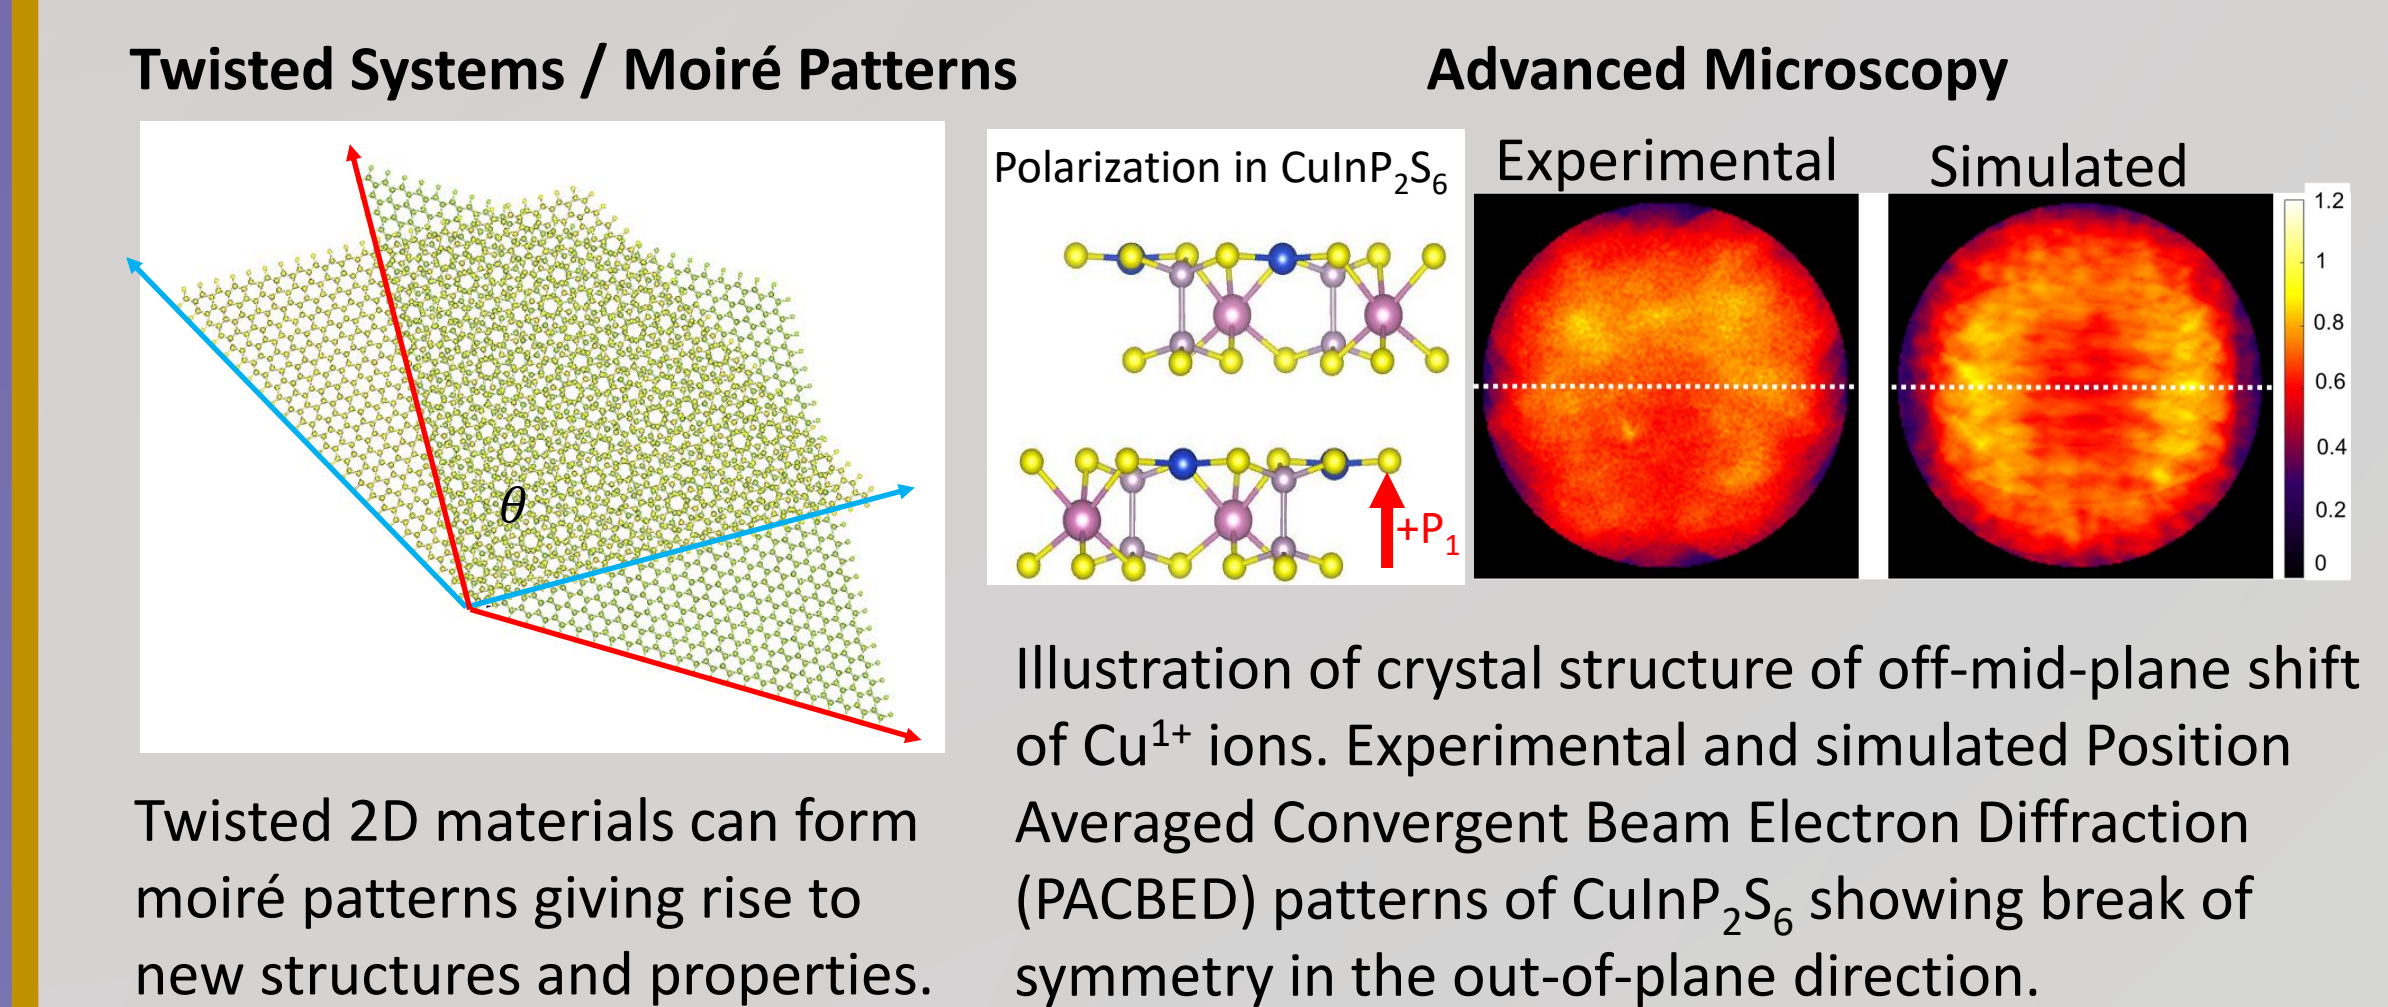 Twisted Systems / Moiré Patterns
θ
Twisted 2D materials can form
moiré patterns giving rise to
new structures and properties.
Advanced Microscopy
Polarization in CuInP₂S₆
+P₁
Experimental
Simulated
1.2
1
0.8
0.6
0.4
0.2
0
Illustration of crystal structure of off-mid-plane shift
of Cu¹⁺ ions. Experimental and simulated Position
Averaged Convergent Beam Electron Diffraction
(PACBED) patterns of CuInP₂S₆ showing break of
symmetry in the out-of-plane direction.